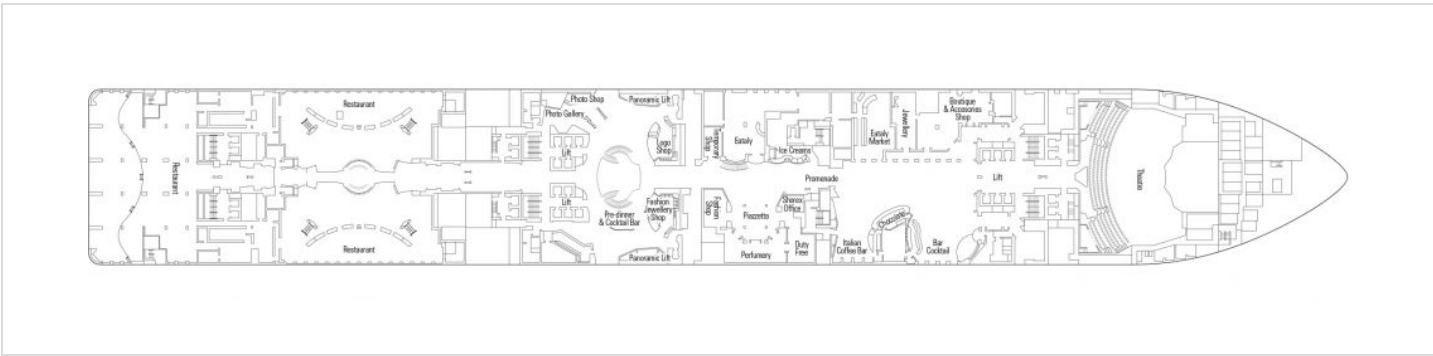 Restaurant
Restaurant
Restaurant
Photo Shop
Photo Gallery
Panoramic Lift
Lift
Logo
Shop
Lift
Pre-dinner
& Cocktail Bar
Fashion
Jewellery
Shop
Panoramic Lift
Temporary
Shop
Eataly
Ice Creams
Eataly
Market
Jewellery
Boutique
& Accessories
Shop
Promenade
Lift
Fashion
Shop
Piazzetta
Shorex
Office
Perfumery
Duty
Free
Italian
Coffee Bar
Chocolate
Bar
Cocktail
Theatre